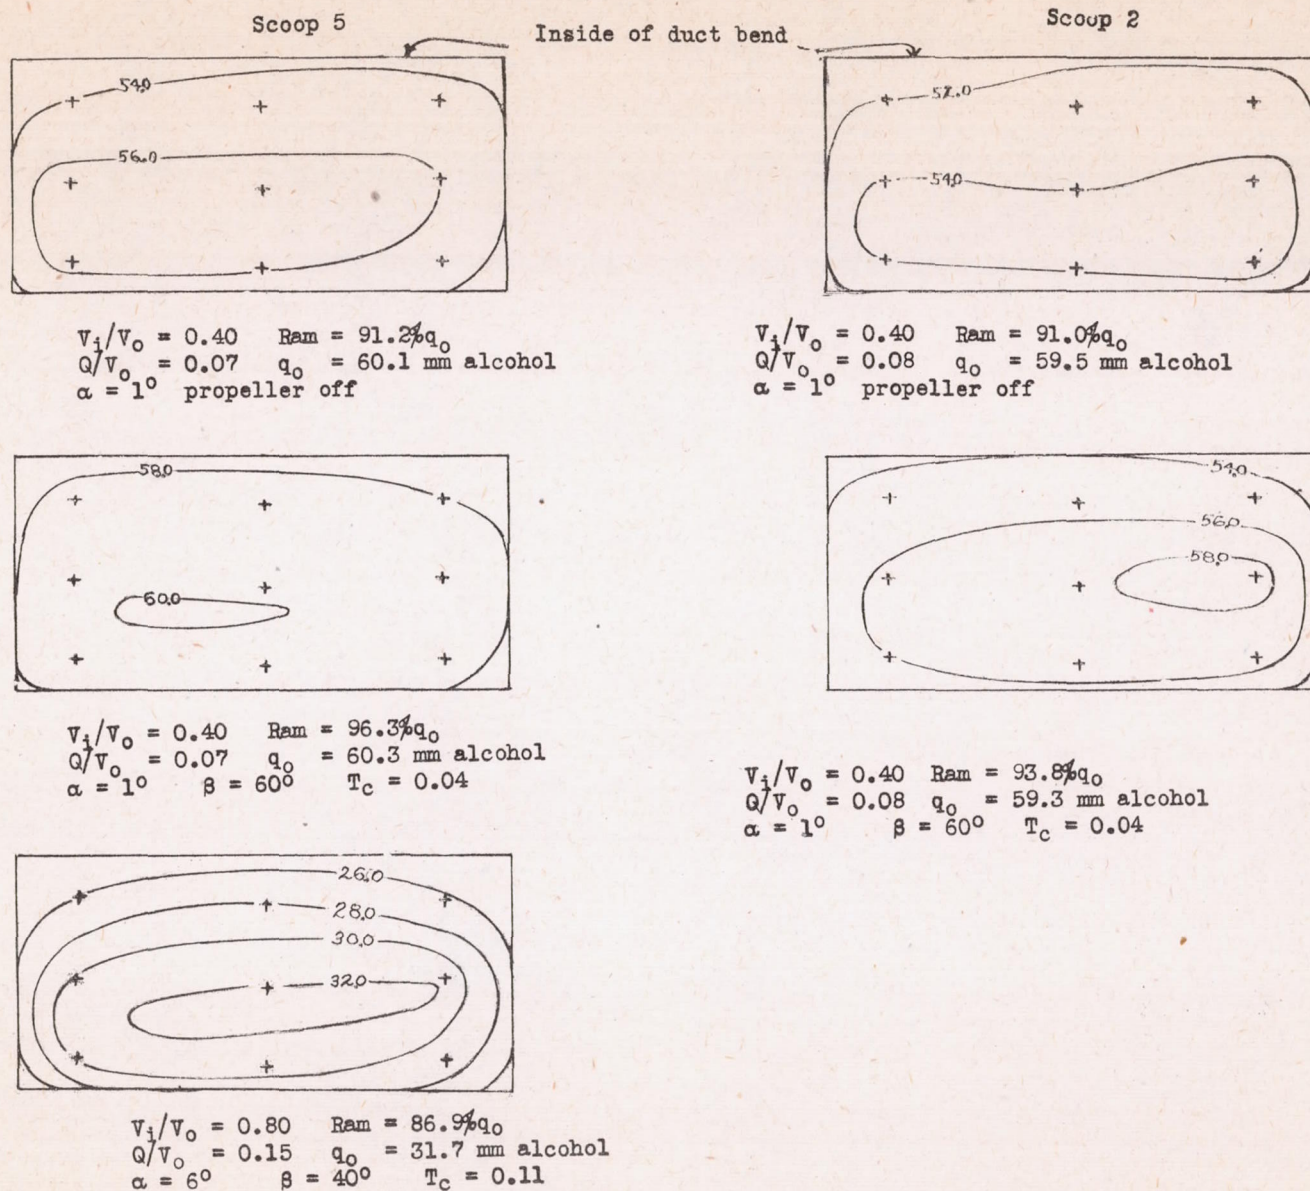 Scoop 5
Inside of duct bend
Scoop 2
54.0
56.0
52.0
54.0
Vi/Vo = 0.40 Ram = 91.2%qo
Q/Vo = 0.07 qo = 60.1 mm alcohol
α = 1° propeller off
Vi/Vo = 0.40 Ram = 91.0%qo
Q/Vo = 0.08 qo = 59.5 mm alcohol
α = 1° propeller off
58.0
60.0
54.0
56.0
58.0
Vi/Vo = 0.40 Ram = 96.3%qo
Q/Vo = 0.07 qo = 60.3 mm alcohol
α = 1° β = 60° Tc = 0.04
Vi/Vo = 0.40 Ram = 93.8%qo
Q/Vo = 0.08 qo = 59.3 mm alcohol
α = 1° β = 60° Tc = 0.04
26.0
28.0
30.0
32.0
Vi/Vo = 0.80 Ram = 86.9%qo
Q/Vo = 0.15 qo = 31.7 mm alcohol
α = 6° β = 40° Tc = 0.11